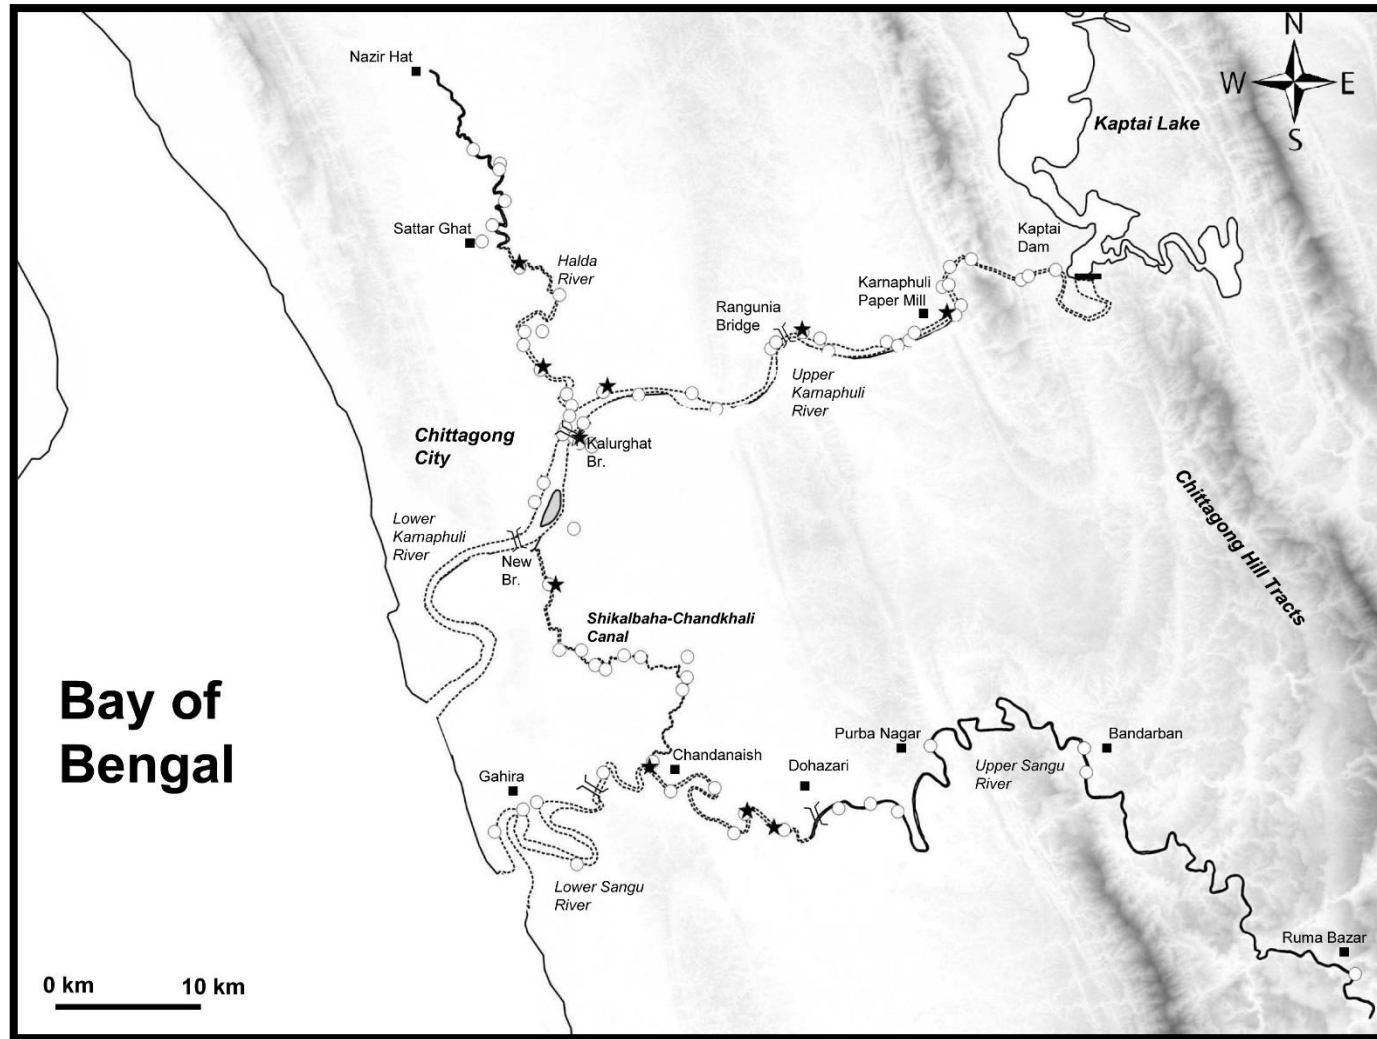 Nazir Hat
N
W
E
S
Kaptai Lake
Sattar Ghat
Halda
River
Kaptai
Dam
Karnaphuli
Paper Mill
Rangunia
Bridge
Upper
Karnaphuli
River
Chittagong
City
Kalurghat
Br.
Chittagong Hill Tracts
Lower
Karnaphuli
River
New
Br.
Shikalbaha-Chandkhali
Canal
Bay of
Bengal
Purba Nagar
Bandarban
Chandanaish
Dohazari
Upper Sangu
River
Gahira
Lower Sangu
River
Ruma Bazar
0 km
10 km